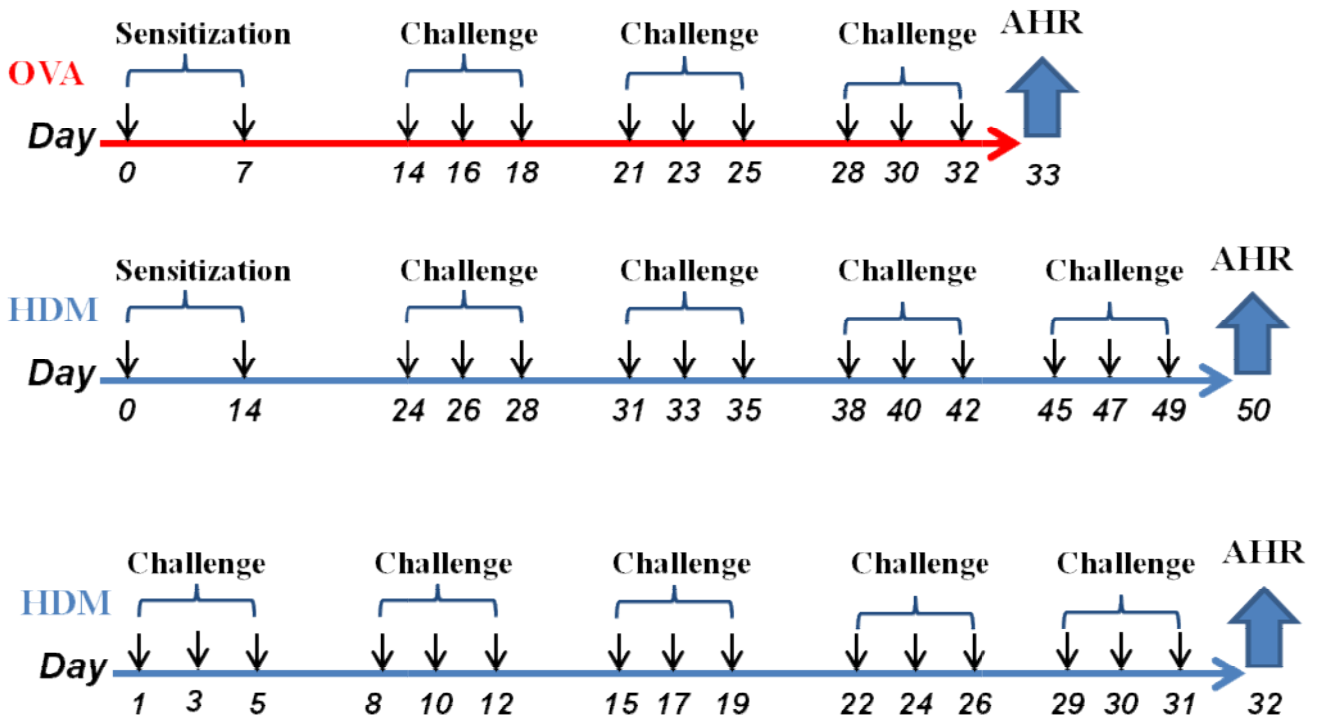 Sensitization Challenge Challenge Challenge AHR
OVA
Day
0 7 14 16 18 21 23 25 28 30 32 33
Sensitization Challenge Challenge Challenge Challenge AHR
HDM
Day
0 14 24 26 28 31 33 35 38 40 42 45 47 49 50
Challenge Challenge Challenge Challenge Challenge AHR
HDM
Day
1 3 5 8 10 12 15 17 19 22 24 26 29 30 31 32